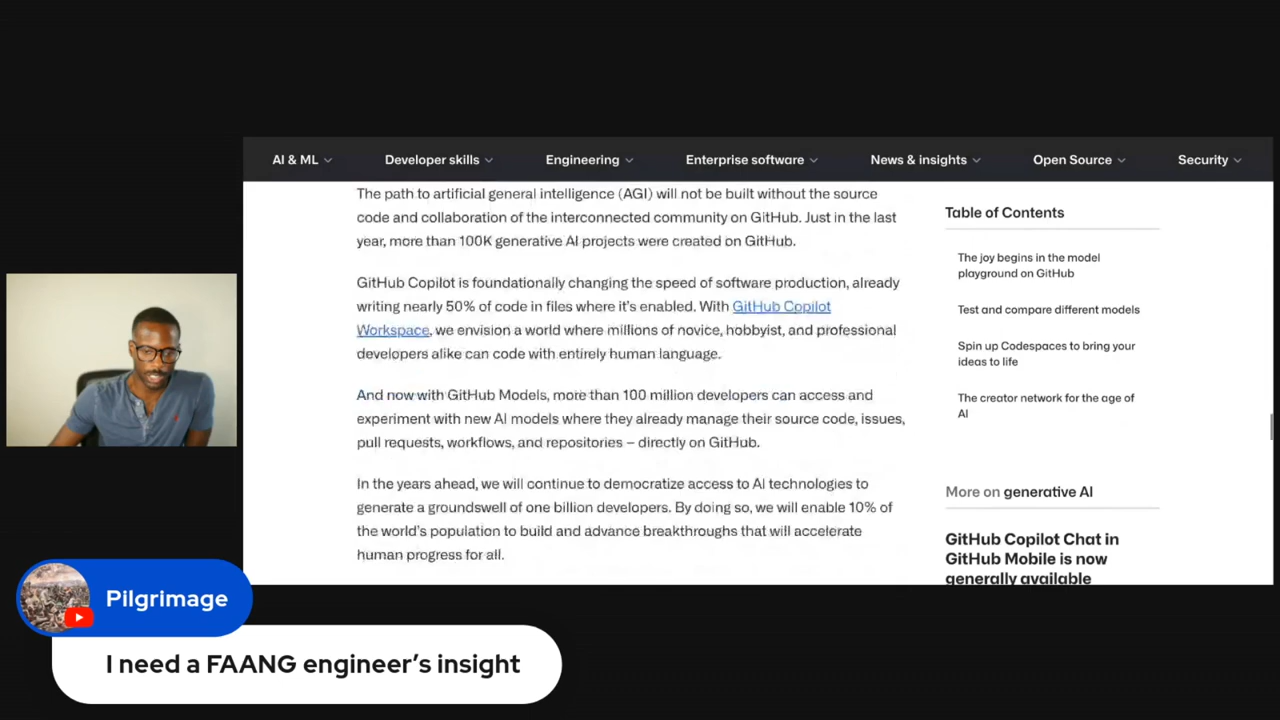 AI & ML
Developer skills
Engineering
Enterprise software
News & insights
Open Source
Security
The path to artificial general intelligence (AGI) will not be built without the source
code and collaboration of the interconnected community on GitHub. Just in the last
year, more than 100K generative AI projects were created on GitHub.
GitHub Copilot is foundationally changing the speed of software production, already
writing nearly 50% of code in files where it's enabled. With GitHub Copilot
Workspace, we envision a world where millions of novice, hobbyist, and professional
developers alike can code with entirely human language.
And now with GitHub Models, more than 100 million developers can access and
experiment with new AI models where they already manage their source code, issues,
pull requests, workflows, and repositories – directly on GitHub.
In the years ahead, we will continue to democratize access to AI technologies to
generate a groundswell of one billion developers. By doing so, we will enable 10% of
the world's population to build and advance breakthroughs that will accelerate
human progress for all.
Table of Contents
The joy begins in the model
playground on GitHub
Test and compare different models
Spin up Codespaces to bring your
ideas to life
The creator network for the age of
AI
More on generative AI
GitHub Copilot Chat in
GitHub Mobile is now
generally available
Pilgrimage
I need a FAANG engineer's insight